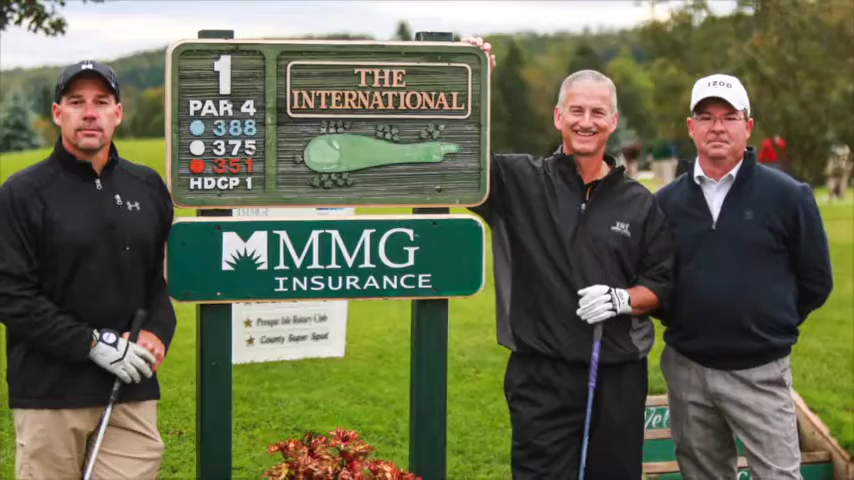 1
PAR 4
388
375
351
HDCP 1
THE
INTERNATIONAL
MMG
INSURANCE
Presque Isle Rotary Club
County Super Spud
IZOD
Wel